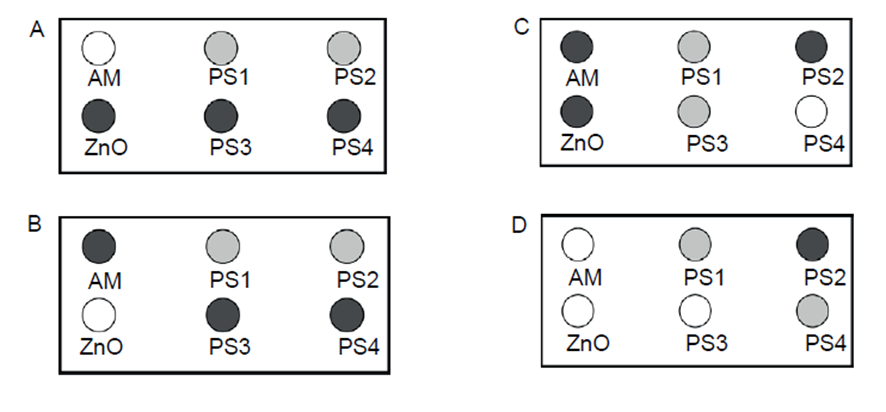 A
AM PS1 PS2
ZnO PS3 PS4
B
AM PS1 PS2
ZnO PS3 PS4
C
AM PS1 PS2
ZnO PS3 PS4
D
AM PS1 PS2
ZnO PS3 PS4